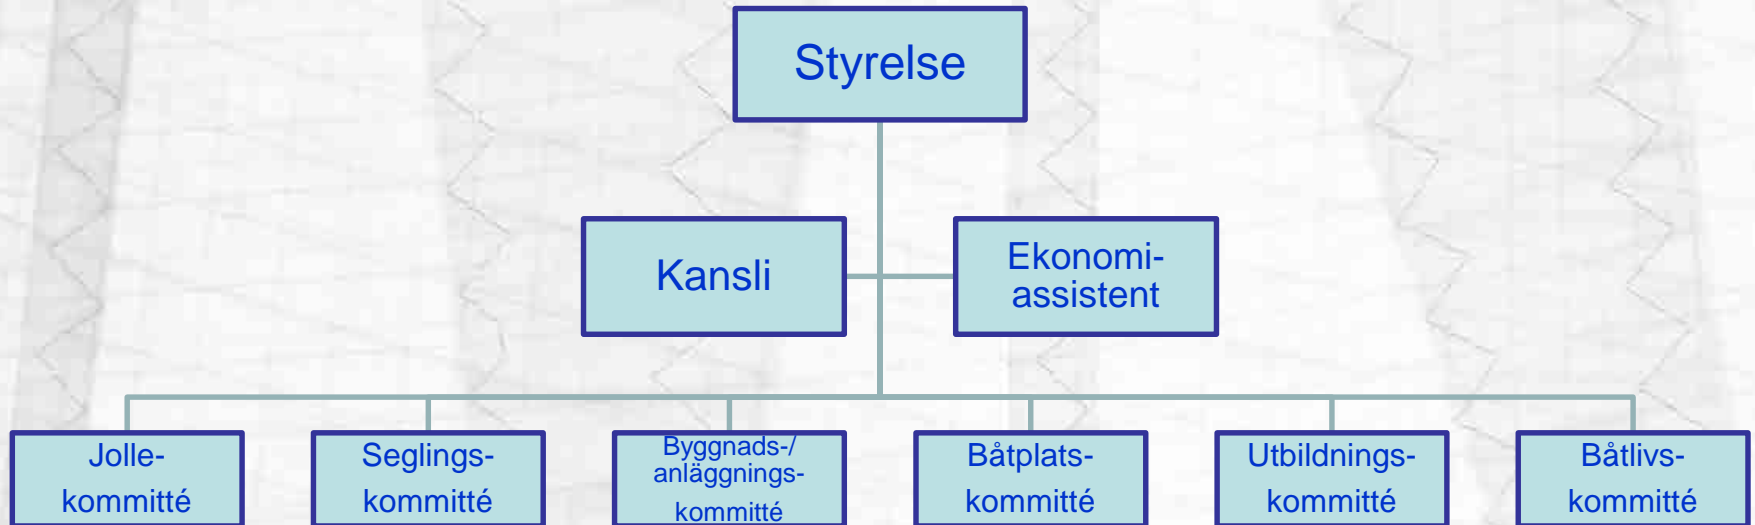 Styrelse
Kansli
Ekonomi-
assistent
Jolle-
kommitté
Seglings-
kommitté
Byggnads-/
anläggnings-
kommitté
Båtplats-
kommitté
Utbildnings-
kommitté
Båtlivs-
kommitté